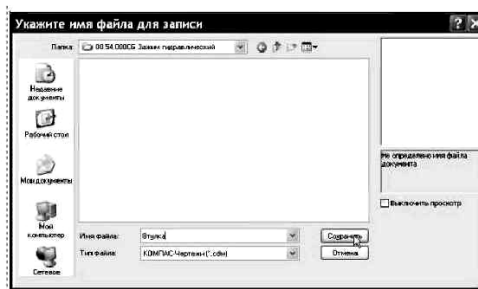 Укажите имя файла для записи
Папка: 00.54.000СБ Зажим гидравлический
Недавние документы
Рабочий стол
Мои документы
Мой компьютер
Сетевое
Не определено имя файла документа
Выключить просмотр
Имя файла: Втулка Сохранить
Тип файла: КОМПАС-Чертежи (*.cdw) Отмена